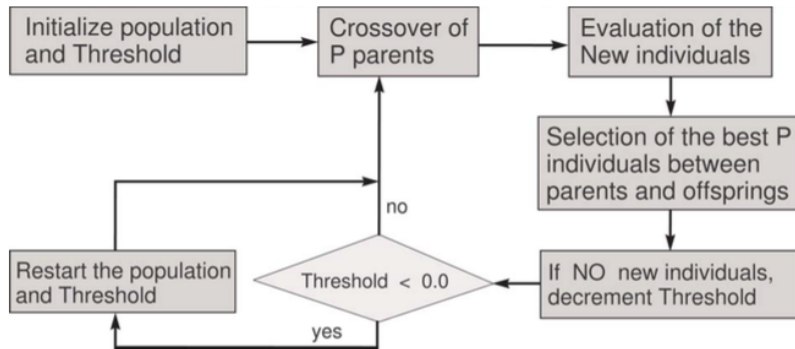 Initialize population
and Threshold
Crossover of
P parents
Evaluation of the
New individuals
Selection of the best P
individuals between
parents and offsprings
If NO new individuals,
decrement Threshold
Threshold < 0.0
no
yes
Restart the population
and Threshold